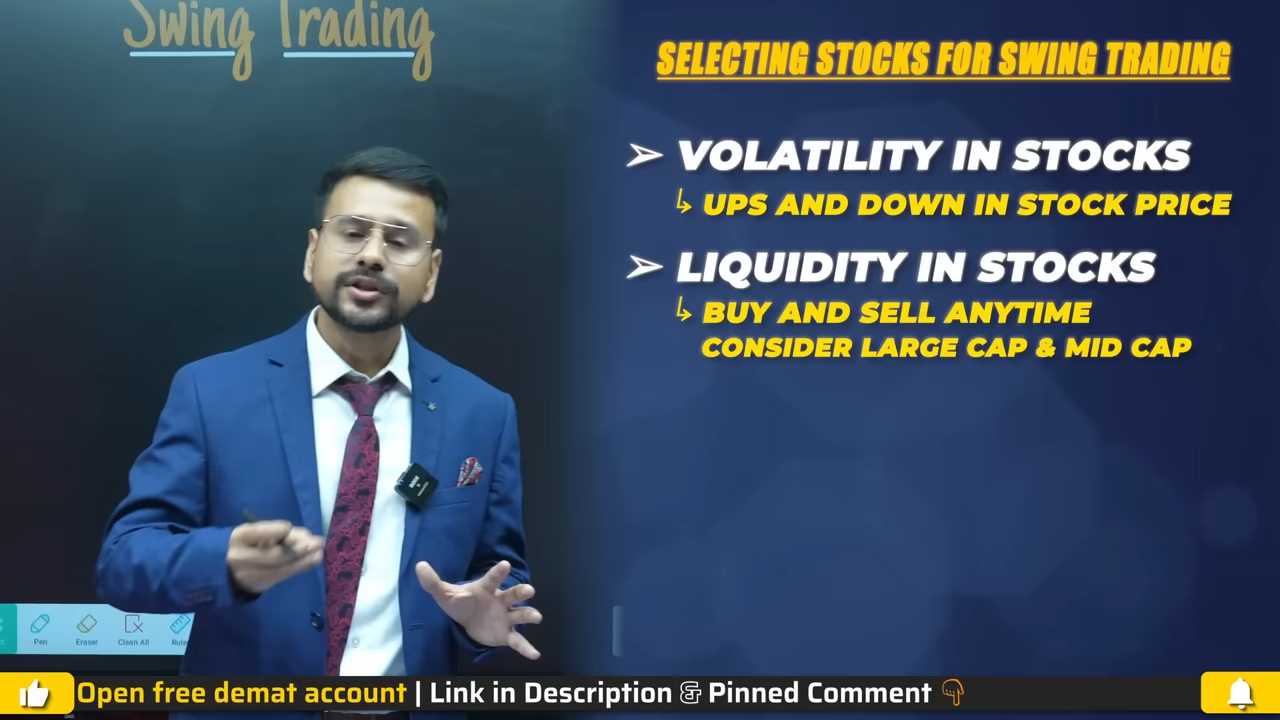 Swing Trading
SELECTING STOCKS FOR SWING TRADING
➢ VOLATILITY IN STOCKS
↳ UPS AND DOWN IN STOCK PRICE
➢ LIQUIDITY IN STOCKS
↳ BUY AND SELL ANYTIME
CONSIDER LARGE CAP & MID CAP
Pen Eraser Clean All
Open free demat account | Link in Description & Pinned Comment 👇